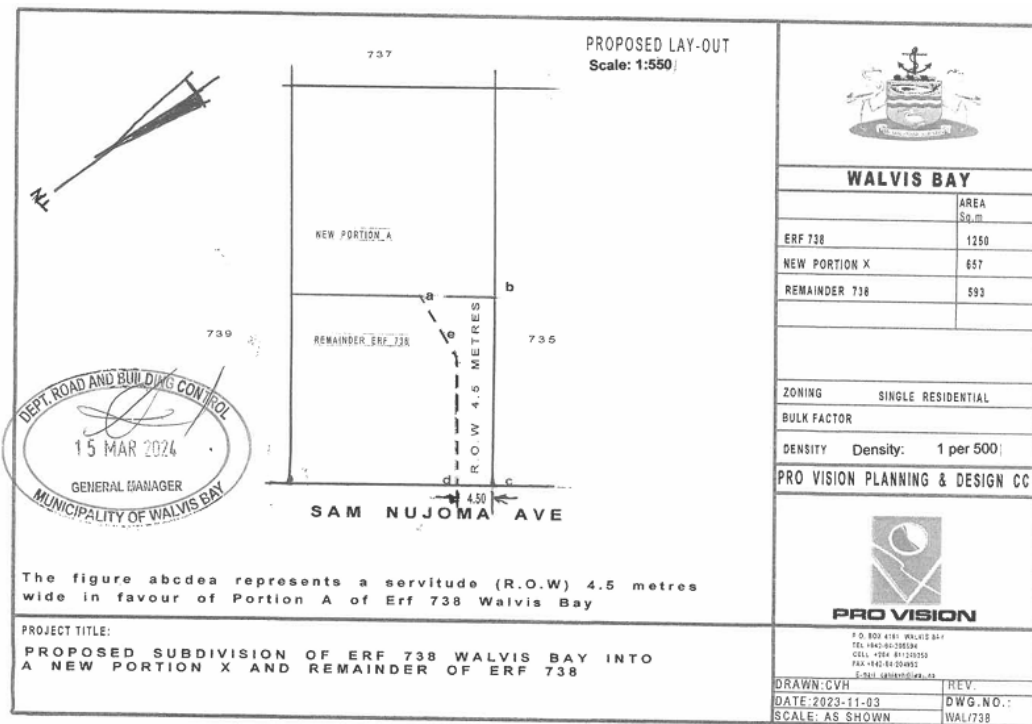 PROPOSED LAY-OUT
Scale: 1:550
737
NEW PORTION A
739
REMAINDER ERF 738
735
a
b
e
d
c
R.O.W 4.5 METRES
4.50
SAM NUJOMA AVE
DEPT. ROAD AND BUILDING CONTROL
15 MAR 2024
GENERAL MANAGER
MUNICIPALITY OF WALVIS BAY
The figure abcdea represents a servitude (R.O.W) 4.5 metres
wide in favour of Portion A of Erf 738 Walvis Bay
PROJECT TITLE:
PROPOSED SUBDIVISION OF ERF 738 WALVIS BAY INTO
A NEW PORTION X AND REMAINDER OF ERF 738
WALVIS BAY
AREA
Sq.m
ERF 738 1250
NEW PORTION X 657
REMAINDER 738 593
ZONING SINGLE RESIDENTIAL
BULK FACTOR
DENSITY Density: 1 per 500
PRO VISION PLANNING & DESIGN CC
PRO VISION
P.O. BOX 4191 WALVIS BAY
DRAWN:CVH REV.
DATE:2023-11-03 DWG.NO.:
SCALE: AS SHOWN WAL/738